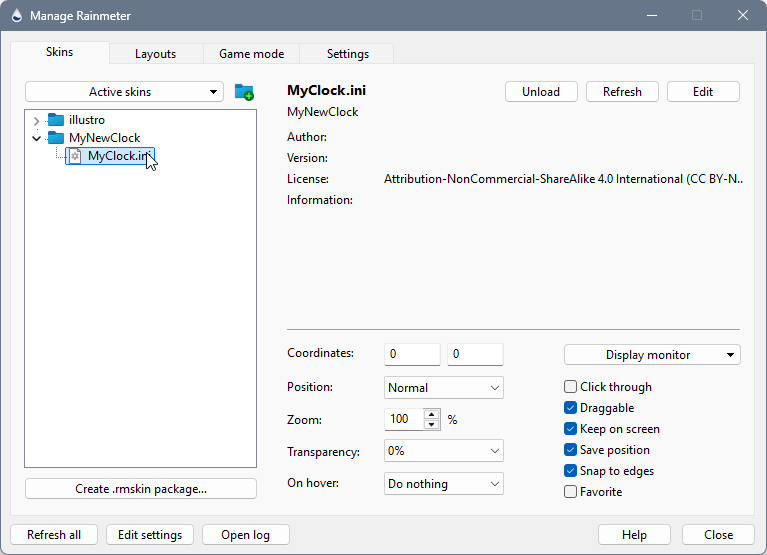 Manage Rainmeter
Skins Layouts Game mode Settings
Active skins
illustro
MyNewClock
MyClock.ini
Create .rmskin package...
MyClock.ini
Unload Refresh Edit
MyNewClock
Author:
Version:
License: Attribution-NonCommercial-ShareAlike 4.0 International (CC BY-N..
Information:
Coordinates: 0 0
Position: Normal
Zoom: 100 %
Transparency: 0%
On hover: Do nothing
Display monitor
Click through
Draggable
Keep on screen
Save position
Snap to edges
Favorite
Refresh all Edit settings Open log Help Close